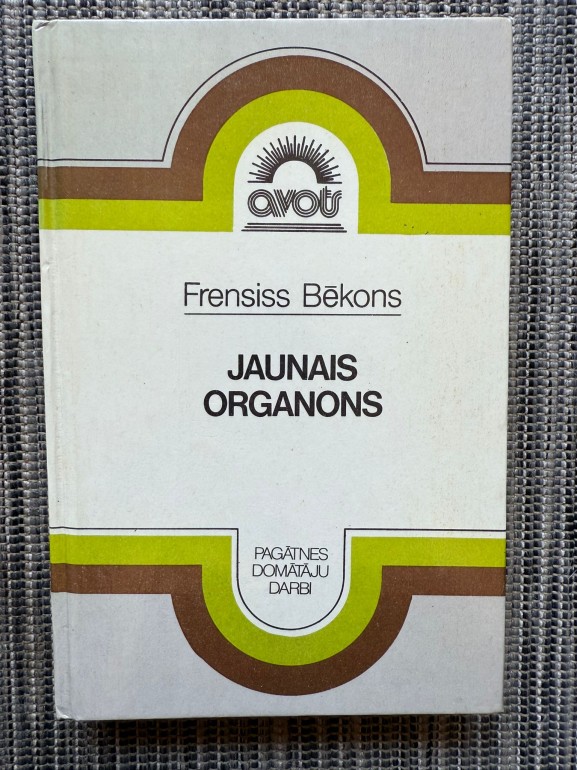 avots
Frensiss Bēkons
JAUNAIS
ORGANONS
PAGĀTNES
DOMĀTĀJU
DARBI